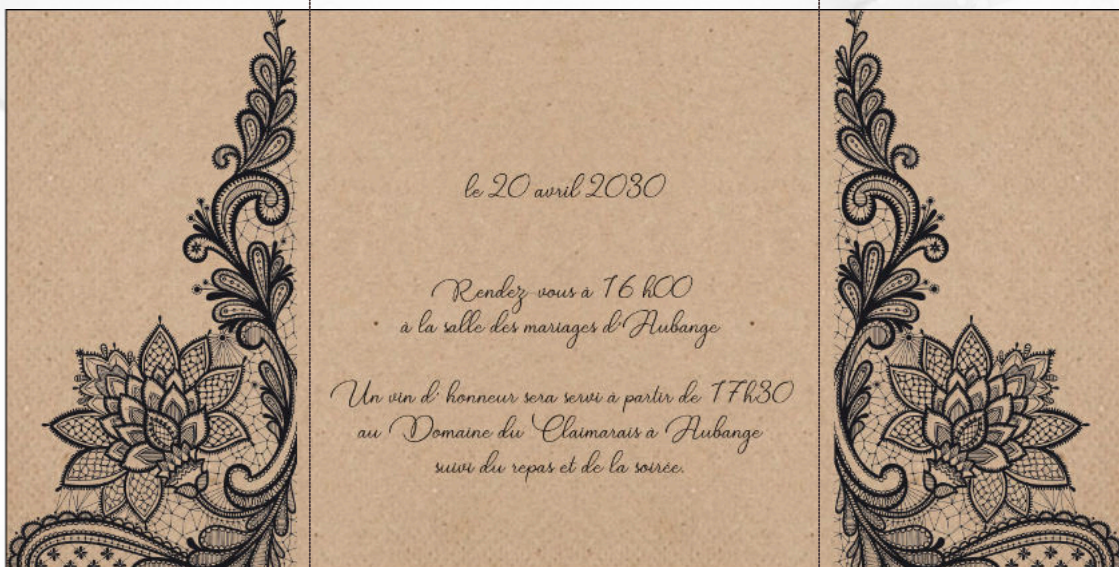 le 20 avril 2030
Rendez-vous à 16 h00
à la salle des mariages d'Aubange
Un vin d' honneur sera servi à partir de 17h30
au Domaine du Claimarais à Aubange
suivi du repas et de la soirée.